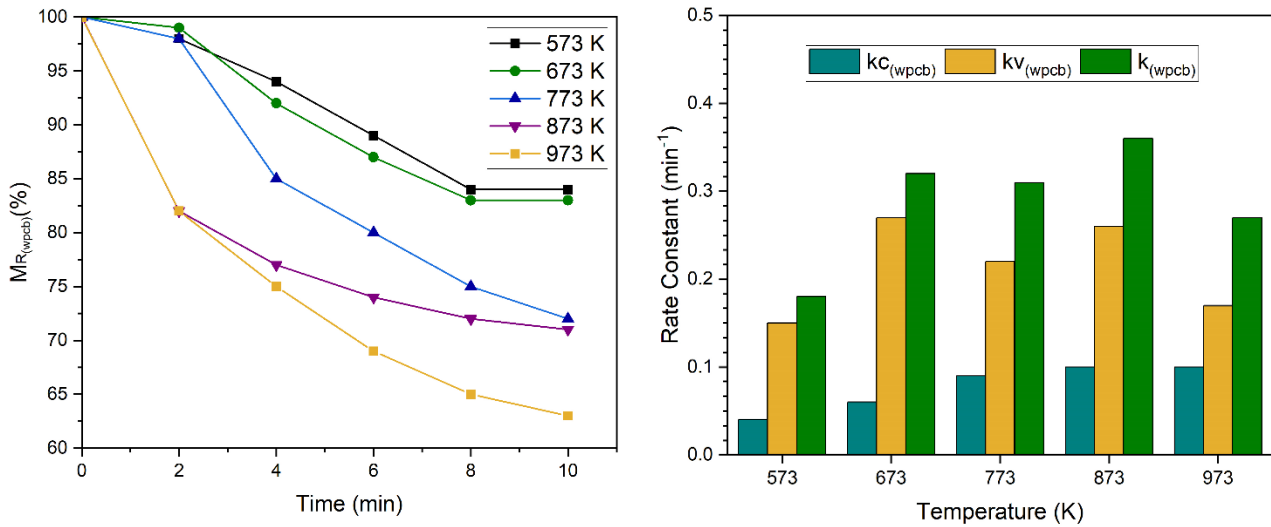 100
95
90
85
80
75
70
65
60
M_R(wpcb)(%)
573 K
673 K
773 K
873 K
973 K
0 2 4 6 8 10
Time (min)
0.5
0.4
0.3
0.2
0.1
0.0
Rate Constant (min⁻¹)
kc(wpcb) kv(wpcb) k(wpcb)
573 673 773 873 973
Temperature (K)